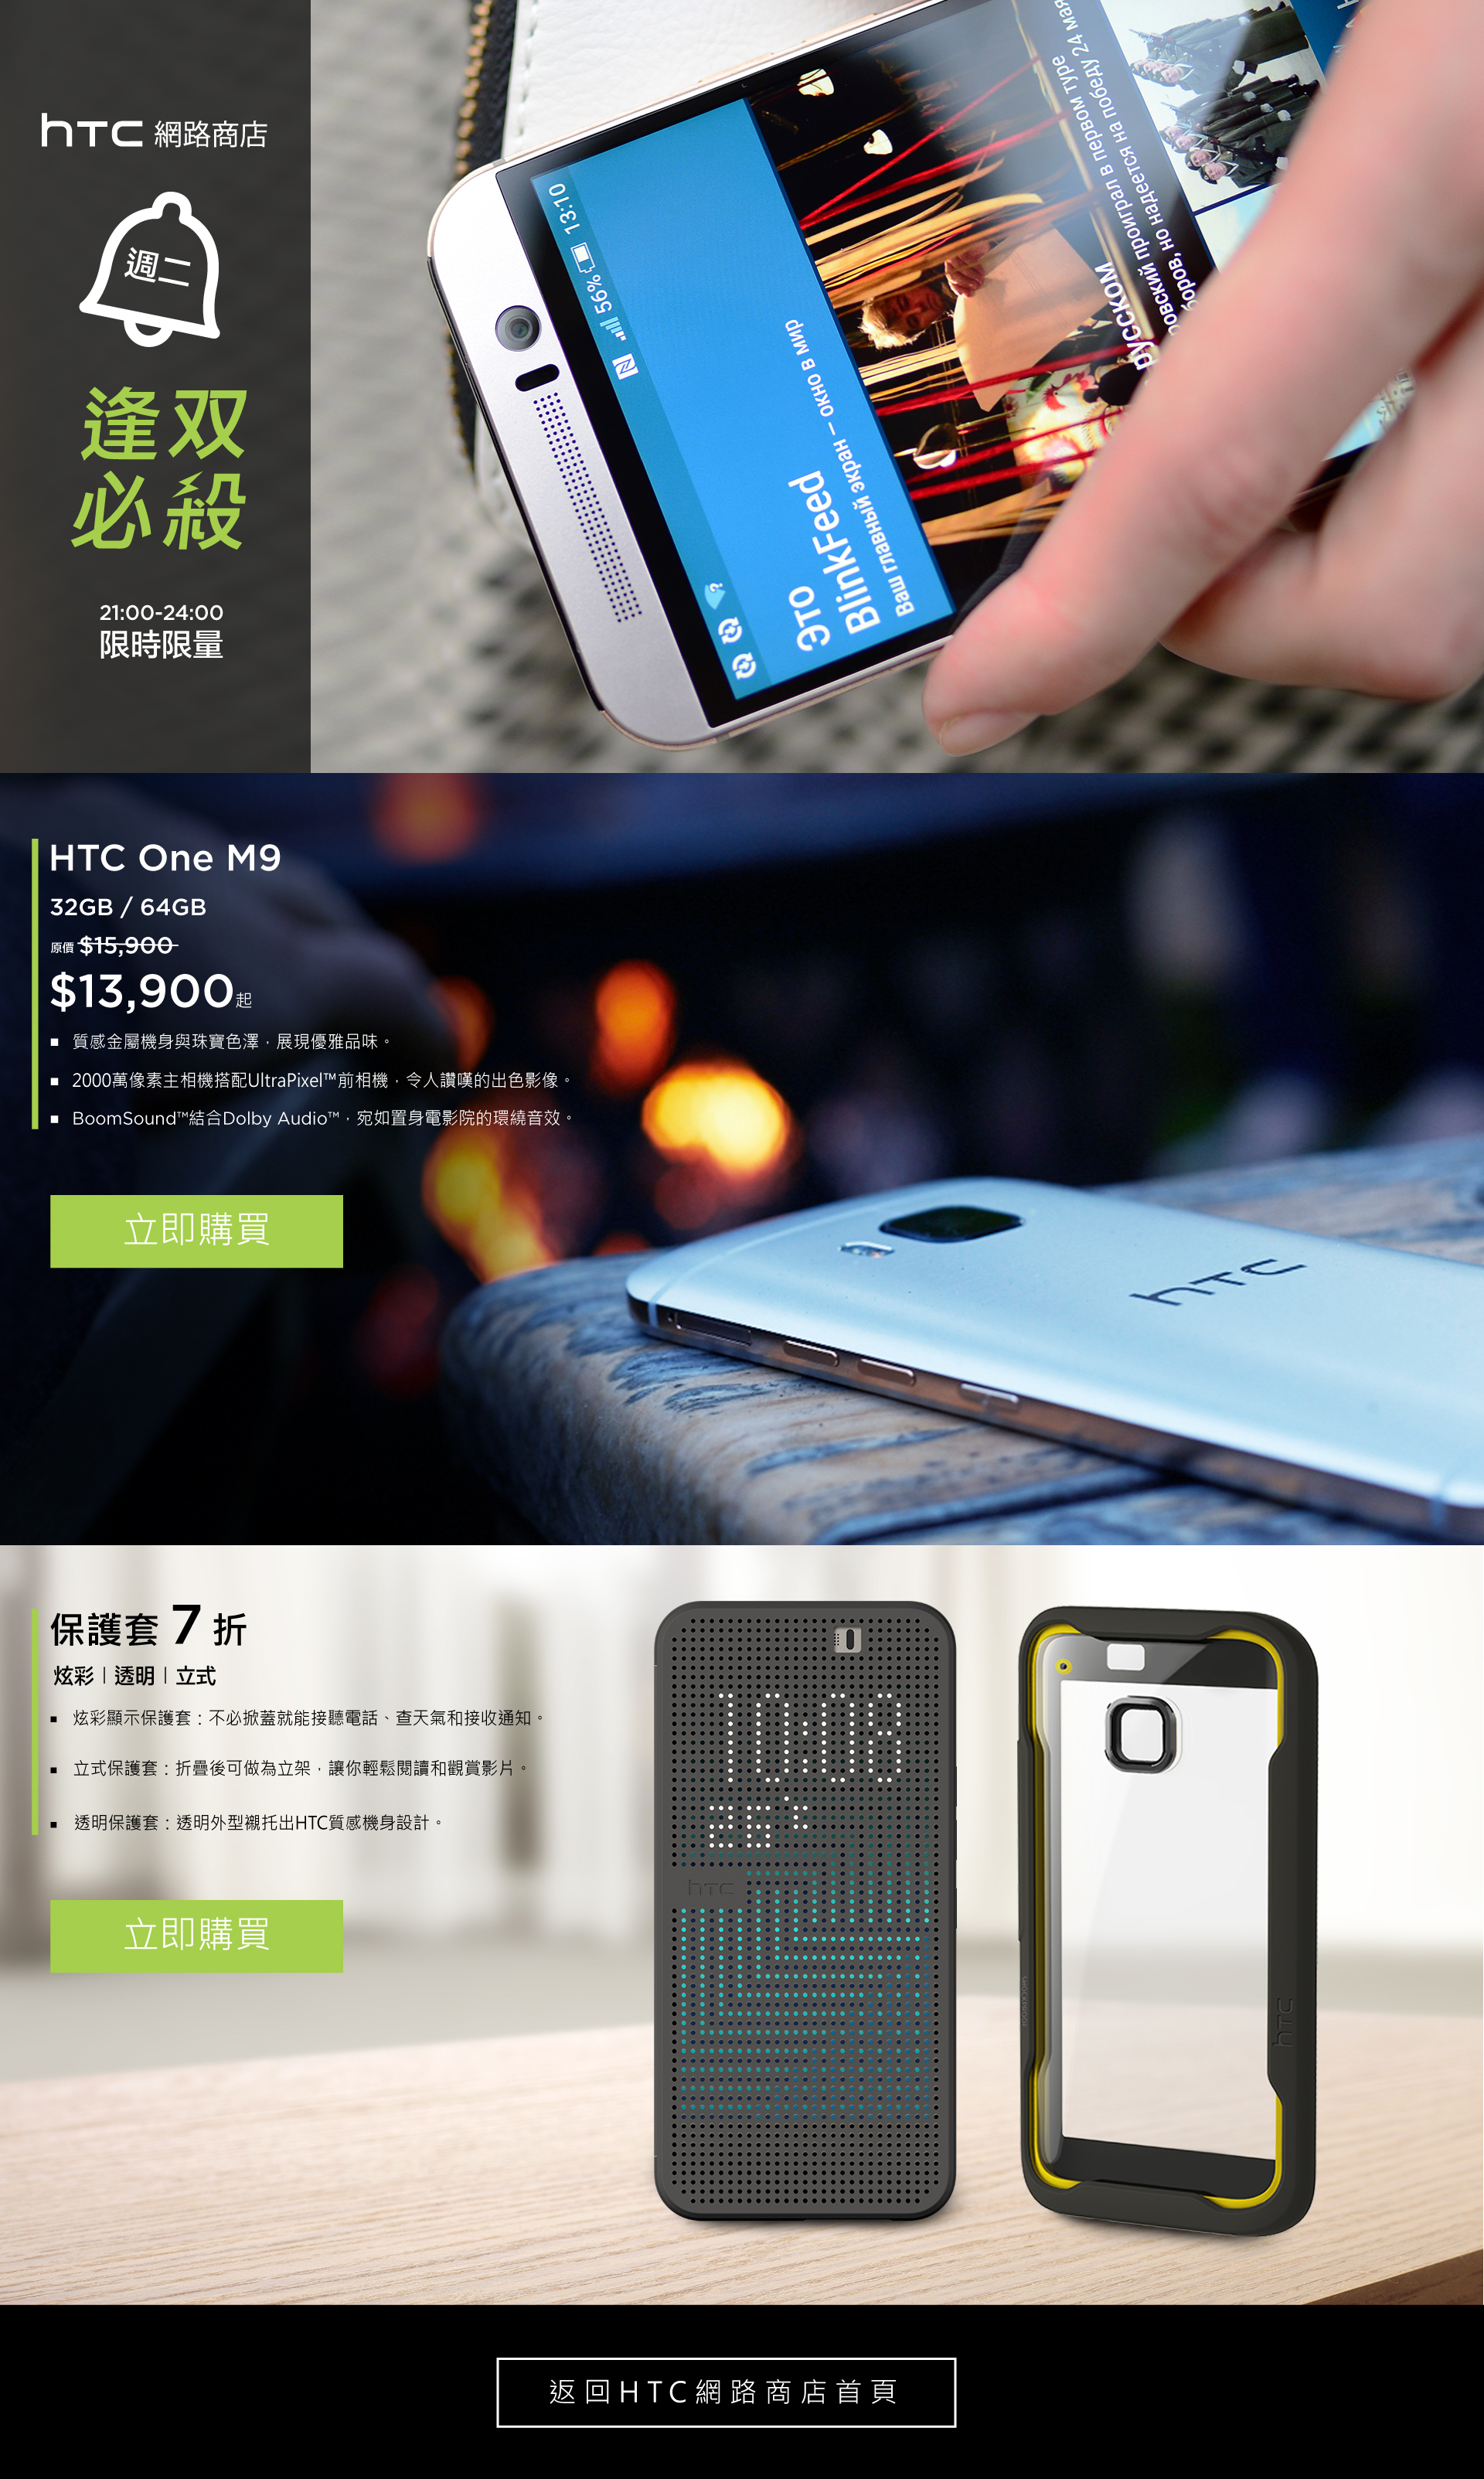 hTC 網路商店
週二
逢双
必殺
21:00-24:00
限時限量
13:10
56%
Это
BlinkFeed
Ваш главный экран – окно в мир
русском
HTC One M9
32GB / 64GB
原價 $15,900
$13,900起
▪ 質感金屬機身與珠寶色澤，展現優雅品味。
▪ 2000萬像素主相機搭配UltraPixel™前相機，令人讚嘆的出色影像。
▪ BoomSound™結合Dolby Audio™，宛如置身電影院的環繞音效。
立即購買
hTC
保護套 7 折
炫彩 | 透明 | 立式
▪ 炫彩顯示保護套：不必掀蓋就能接聽電話、查天氣和接收通知。
▪ 立式保護套：折疊後可做為立架，讓你輕鬆閱讀和觀賞影片。
▪ 透明保護套：透明外型襯托出HTC質感機身設計。
立即購買
10:08
hTC
hTC
返回HTC網路商店首頁